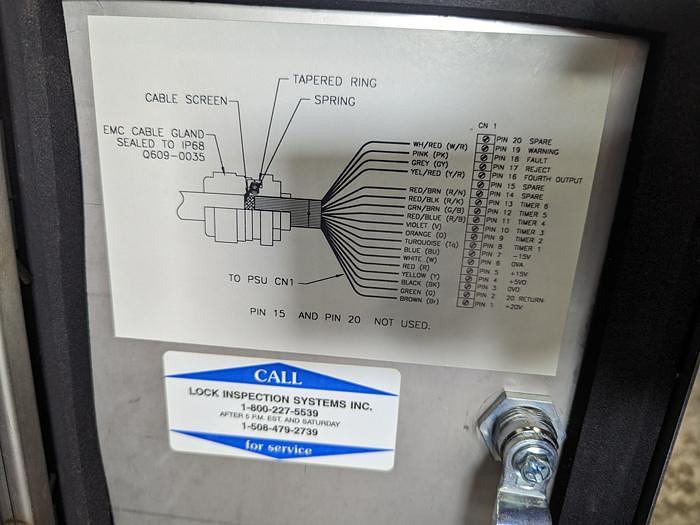 TAPERED RING
CABLE SCREEN
SPRING
EMC CABLE GLAND
SEALED TO IP68
Q609-0035
TO PSU CN1
WH/RED (W/R)
PINK (PK)
GREY (GY)
YEL/RED (Y/R)
RED/BRN (R/N)
RED/BLK (R/K)
GRN/BRN (G/B)
RED/BLUE (R/B)
VIOLET (V)
ORANGE (O)
TURQUOISE (Tq)
BLUE (BU)
WHITE (W)
RED (R)
YELLOW (Y)
BLACK (BK)
GREEN (G)
BROWN (Br)
CN 1
PIN 20 SPARE
PIN 19 WARNING
PIN 18 FAULT
PIN 17 REJECT
PIN 16 FOURTH OUTPUT
PIN 15 SPARE
PIN 14 SPARE
PIN 13 TIMER 6
PIN 12 TIMER 5
PIN 11 TIMER 4
PIN 10 TIMER 3
PIN 9 TIMER 2
PIN 8 TIMER 1
PIN 7 -15V
PIN 6 0VA
PIN 5 +15V
PIN 4 +5VD
PIN 3 0VD
PIN 2 20 RETURN
PIN 1 +20V
PIN 15 AND PIN 20 NOT USED.
CALL
LOCK INSPECTION SYSTEMS INC.
1-800-227-5539
AFTER 5 P.M. EST. AND SATURDAY
1-508-479-2739
for service